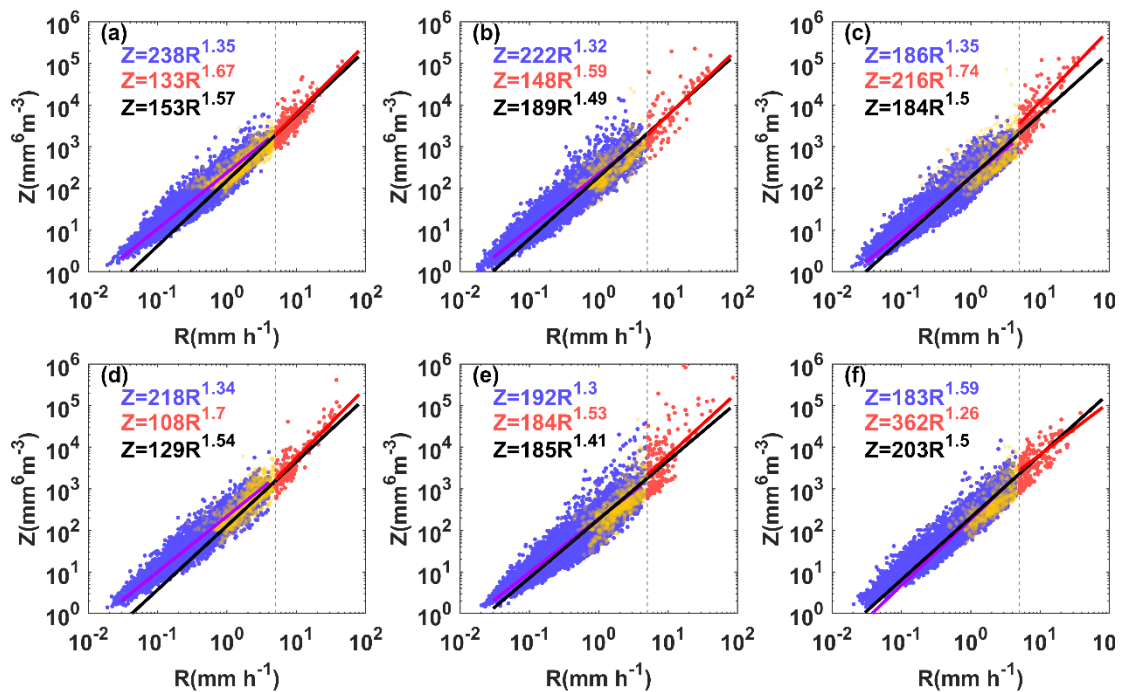 (a)
Z=238R^1.35
Z=133R^1.67
Z=153R^1.57
Z(mm^6 m^-3)
10^6
10^5
10^4
10^3
10^2
10^1
10^0
10^-2 10^-1 10^0 10^1 10^2
R(mm h^-1)
(b)
Z=222R^1.32
Z=148R^1.59
Z=189R^1.49
Z(mm^6 m^-3)
10^6
10^5
10^4
10^3
10^2
10^1
10^0
10^-2 10^-1 10^0 10^1 10^2
R(mm h^-1)
(c)
Z=186R^1.35
Z=216R^1.74
Z=184R^1.5
Z(mm^6 m^-3)
10^6
10^5
10^4
10^3
10^2
10^1
10^0
10^-2 10^-1 10^0 10^1 10
R(mm h^-1)
(d)
Z=218R^1.34
Z=108R^1.7
Z=129R^1.54
Z(mm^6 m^-3)
10^6
10^5
10^4
10^3
10^2
10^1
10^0
10^-2 10^-1 10^0 10^1 10^2
R(mm h^-1)
(e)
Z=192R^1.3
Z=184R^1.53
Z=185R^1.41
Z(mm^6 m^-3)
10^6
10^5
10^4
10^3
10^2
10^1
10^0
10^-2 10^-1 10^0 10^1 10^2
R(mm h^-1)
(f)
Z=183R^1.59
Z=362R^1.26
Z=203R^1.5
Z(mm^6 m^-3)
10^6
10^5
10^4
10^3
10^2
10^1
10^0
10^-2 10^-1 10^0 10^1 10
R(mm h^-1)